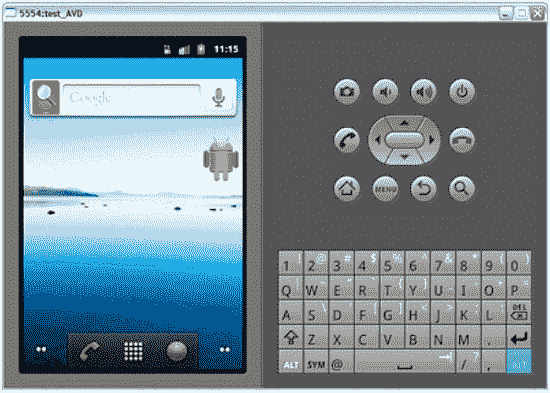 5554:test_AVD
11:15
Google
MENU
1 ! 2 @ 3 # 4 $ 5 % 6 ^ 7 & 8 * 9 ( 0 )
Q W E " R T { Y } U I O P
A S D F [ G ] H < J > K L DEL
Z X C V B N M .
ALT SYM @ / ? , ALT